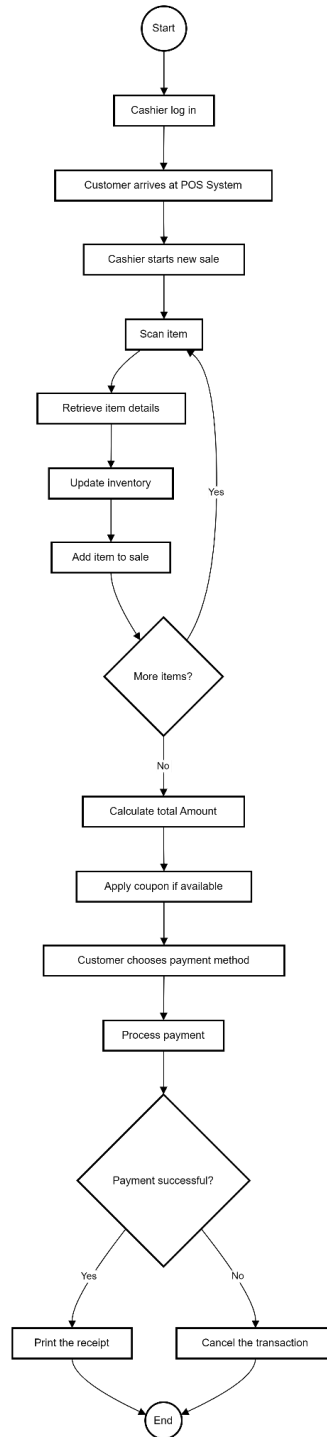 Start
Cashier log in
Customer arrives at POS System
Cashier starts new sale
Scan item
Retrieve item details
Update inventory
Yes
Add item to sale
More items?
No
Calculate total Amount
Apply coupon if available
Customer chooses payment method
Process payment
Payment successful?
Yes
No
Print the receipt
Cancel the transaction
End